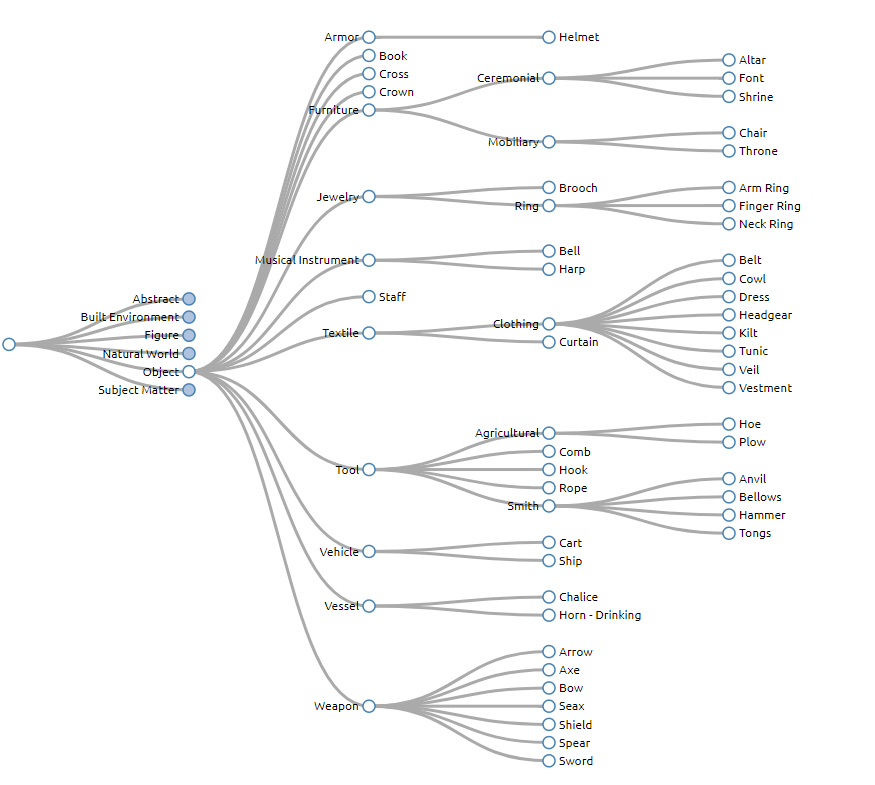 Abstract
Built Environment
Figure
Natural World
Object
Subject Matter
Armor
Book
Cross
Crown
Furniture
Jewelry
Musical Instrument
Staff
Textile
Tool
Vehicle
Vessel
Weapon
Helmet
Ceremonial
Mobiliary
Brooch
Ring
Bell
Harp
Clothing
Curtain
Agricultural
Comb
Hook
Rope
Smith
Cart
Ship
Chalice
Horn - Drinking
Arrow
Axe
Bow
Seax
Shield
Spear
Sword
Altar
Font
Shrine
Chair
Throne
Arm Ring
Finger Ring
Neck Ring
Belt
Cowl
Dress
Headgear
Kilt
Tunic
Veil
Vestment
Hoe
Plow
Anvil
Bellows
Hammer
Tongs